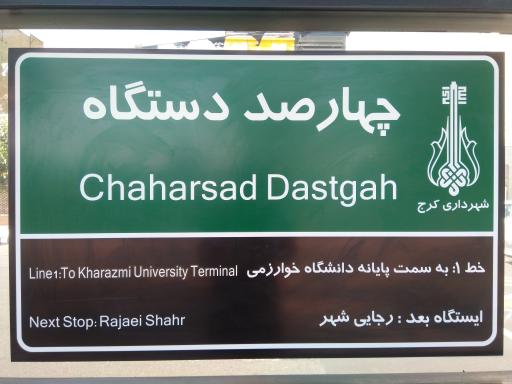 چهارصد دستگاه
Chaharsad Dastgah
شهرداری کرج
Line1:To Kharazmi University Terminal خط ۱: به سمت پایانه دانشگاه خوارزمی
Next Stop: Rajaei Shahr ایستگاه بعد : رجایی شهر